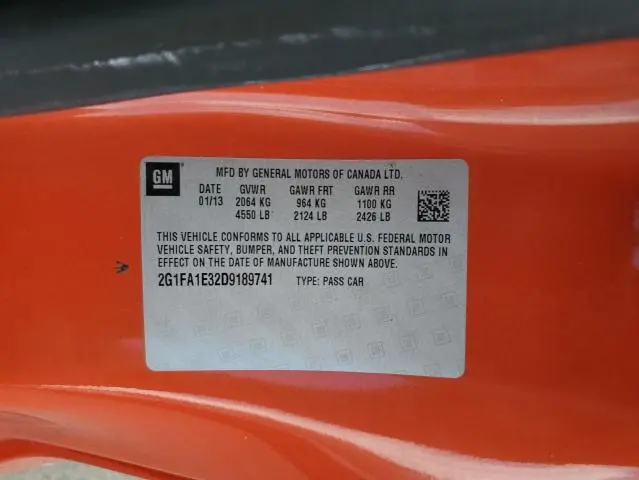 GM
MFD BY GENERAL MOTORS OF CANADA LTD.
DATE GVWR GAWR FRT GAWR RR
01/13 2064 KG 964 KG 1100 KG
4550 LB 2124 LB 2426 LB
THIS VEHICLE CONFORMS TO ALL APPLICABLE U.S. FEDERAL MOTOR
VEHICLE SAFETY, BUMPER, AND THEFT PREVENTION STANDARDS IN
EFFECT ON THE DATE OF MANUFACTURE SHOWN ABOVE.
2G1FA1E32D9189741 TYPE: PASS CAR